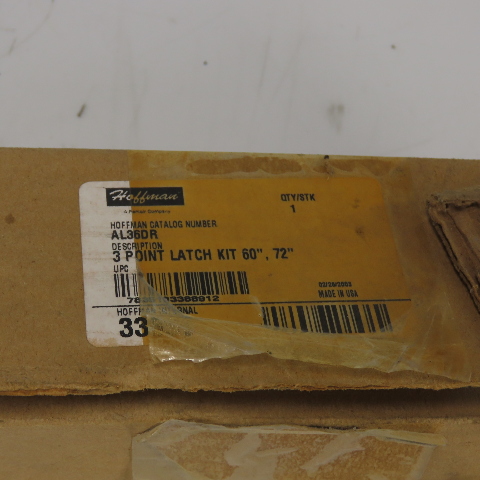 Hoffman
A Pentair Company
QTY/STK
1
HOFFMAN CATALOG NUMBER
AL36DR
DESCRIPTION
3 POINT LATCH KIT 60", 72"
UPC
MADE IN USA
33